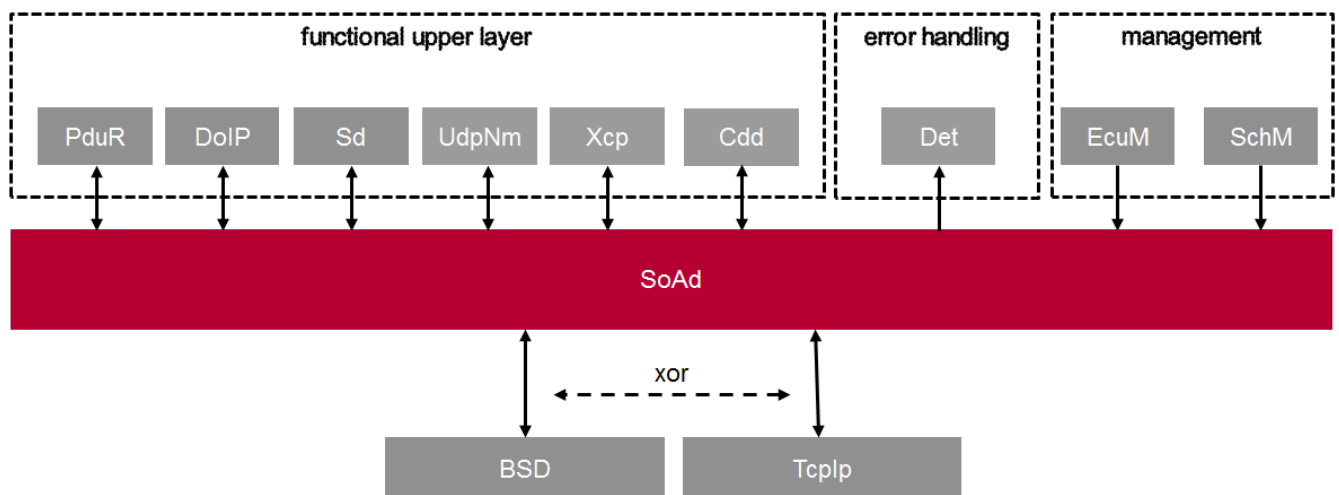 functional upper layer
error handling
management
PduR
DoIP
Sd
UdpNm
Xcp
Cdd
Det
EcuM
SchM
SoAd
xor
BSD
TcpIp